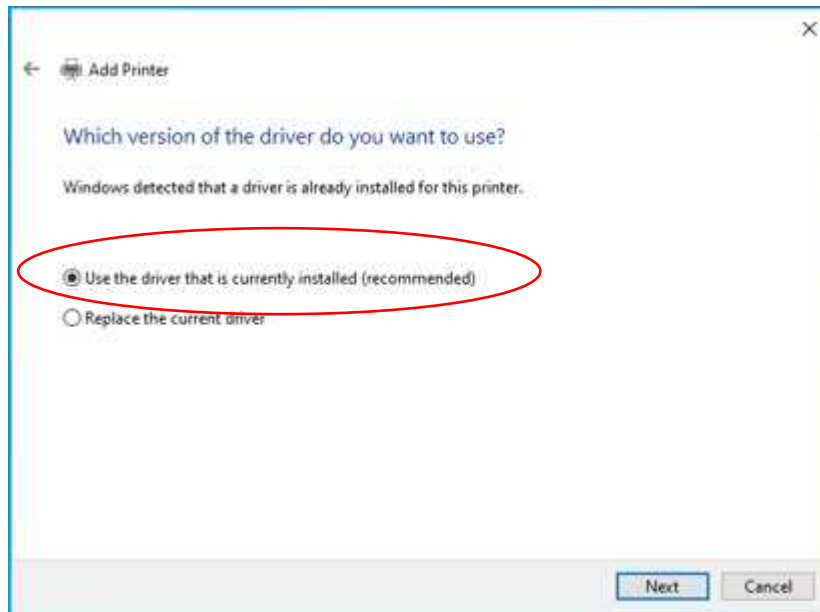 Add Printer
Which version of the driver do you want to use?
Windows detected that a driver is already installed for this printer.
Use the driver that is currently installed (recommended)
Replace the current driver
Next Cancel